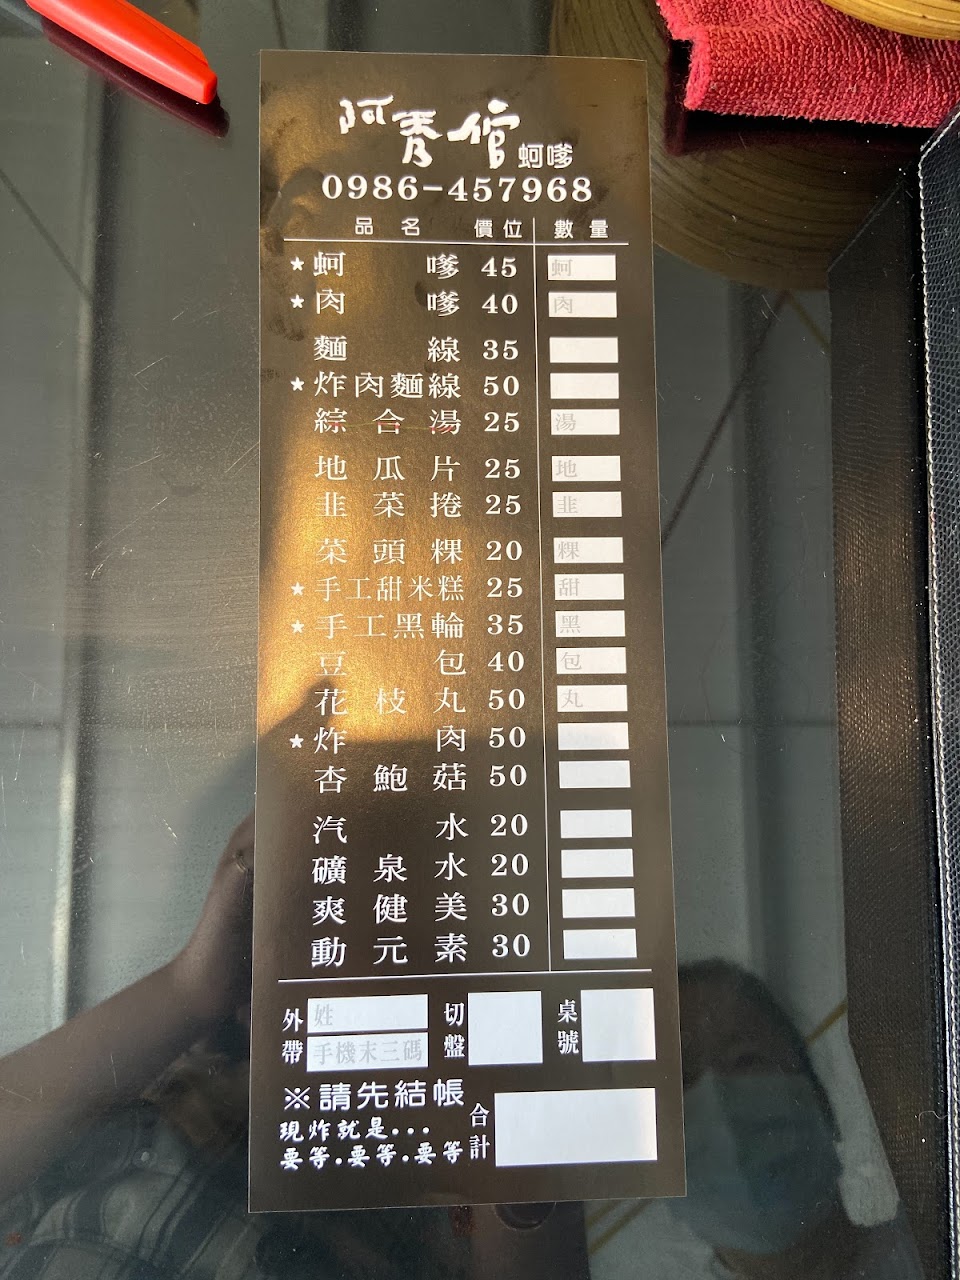 阿秀倌 蚵嗲
0986-457968
品名 價位 數量
★蚵嗲 45 蚵
★肉嗲 40 肉
麵線 35
★炸肉麵線 50
綜合湯 25 湯
地瓜片 25 地
韭菜捲 25 韭
菜頭粿 20 粿
★手工甜米糕 25 甜
★手工黑輪 35 黑
豆包 40 包
花枝丸 50 丸
★炸肉 50
杏鮑菇 50
汽水 20
礦泉水 20
爽健美 30
動元素 30
外帶 姓 手機末三碼 切盤 桌號
※請先結帳
現炸就是...
要等.要等.要等
合計